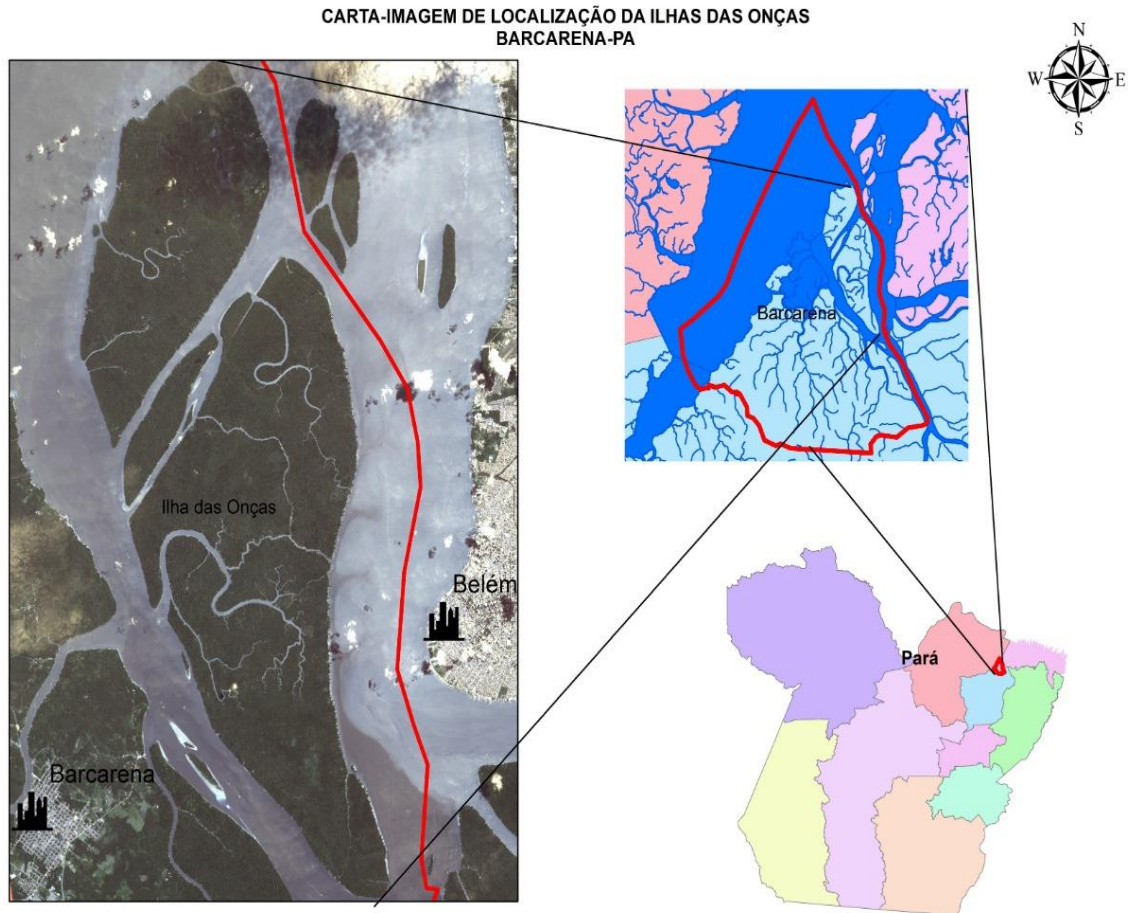 CARTA-IMAGEM DE LOCALIZAÇÃO DA ILHAS DAS ONÇAS
BARCARENA-PA
N
W E
S
Barcarena
Ilha das Onças
Belém
Pará
Barcarena